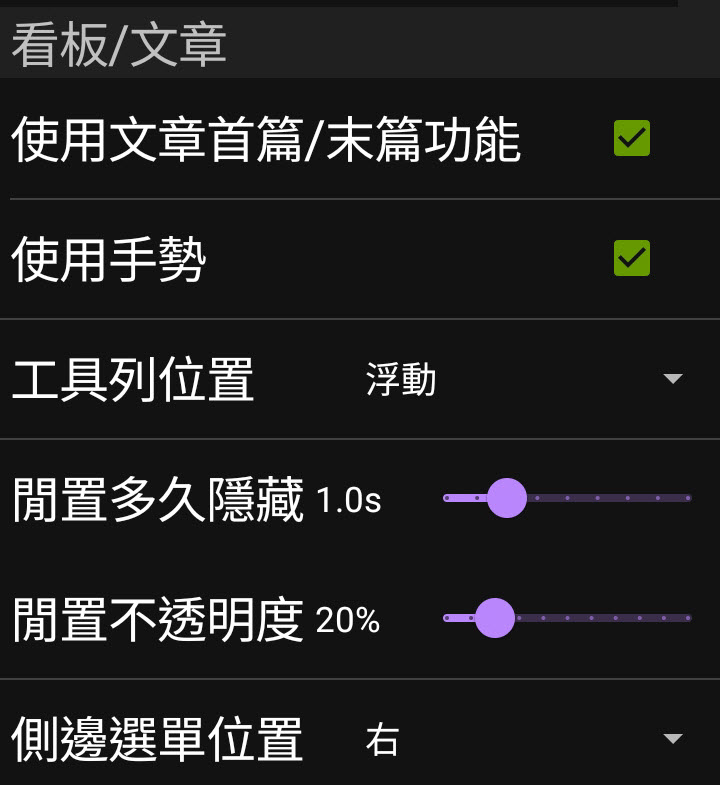 看板/文章
使用文章首篇/末篇功能
使用手勢
工具列位置 浮動
閒置多久隱藏 1.0s
閒置不透明度 20%
側邊選單位置 右